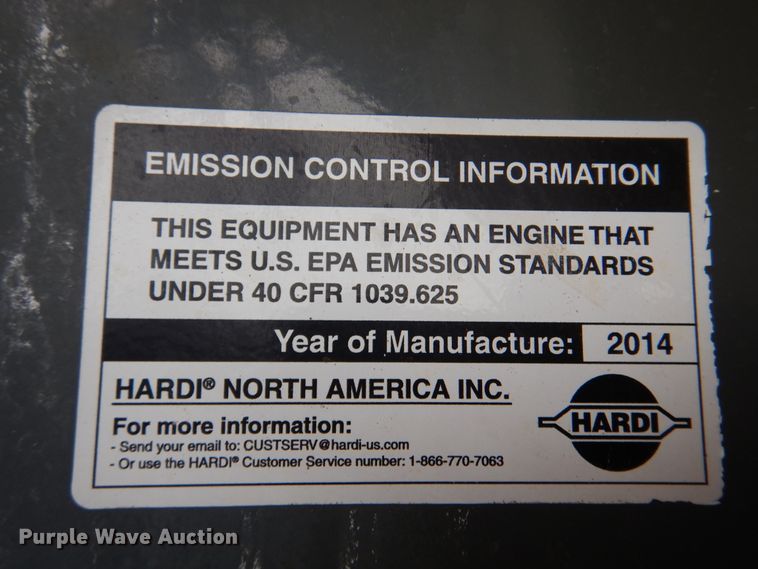 EMISSION CONTROL INFORMATION
THIS EQUIPMENT HAS AN ENGINE THAT
MEETS U.S. EPA EMISSION STANDARDS
UNDER 40 CFR 1039.625
Year of Manufacture: 2014
HARDI® NORTH AMERICA INC.
For more information:
- Send your email to: CUSTSERV@hardi-us.com
- Or use the HARDI® Customer Service number: 1-866-770-7063
HARDI
Purple Wave Auction